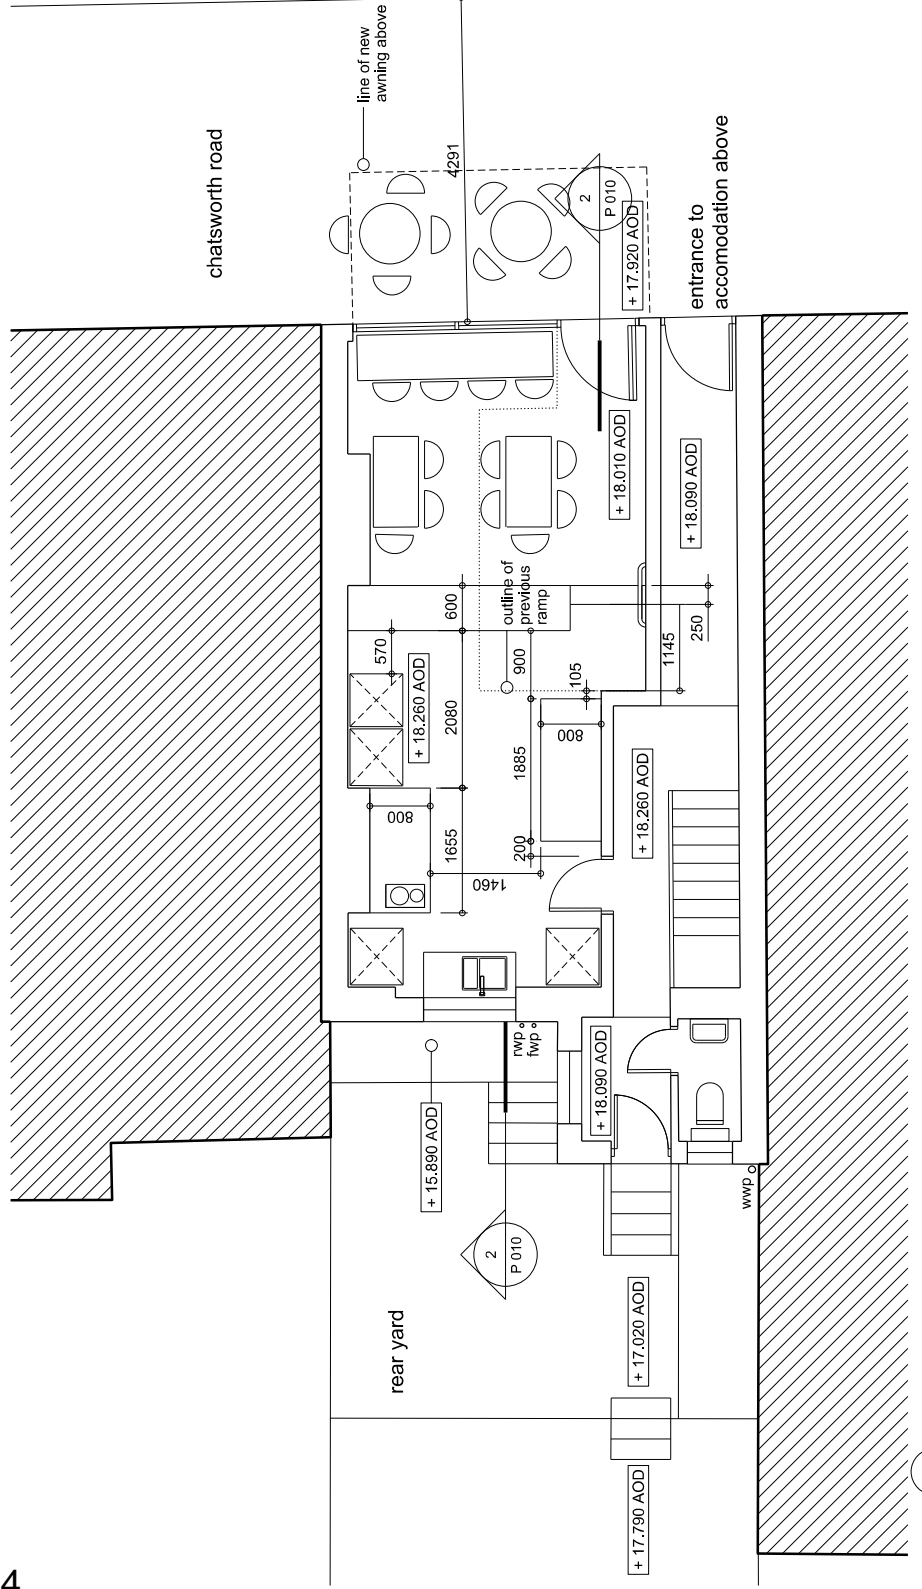 chatsworth road
line of new
awning above
4291
2
P 010
+ 17.920 AOD
entrance to
accomodation above
+ 18.010 AOD
+ 18.090 AOD
outline of
previous
ramp
600
570
+ 18.260 AOD
2080
900
105
1145
250
800
1885
800
1655
200
1460
+ 18.260 AOD
rwp
fwp
+ 18.090 AOD
+ 15.890 AOD
wwp
2
P 010
rear yard
+ 17.020 AOD
+ 17.790 AOD
4